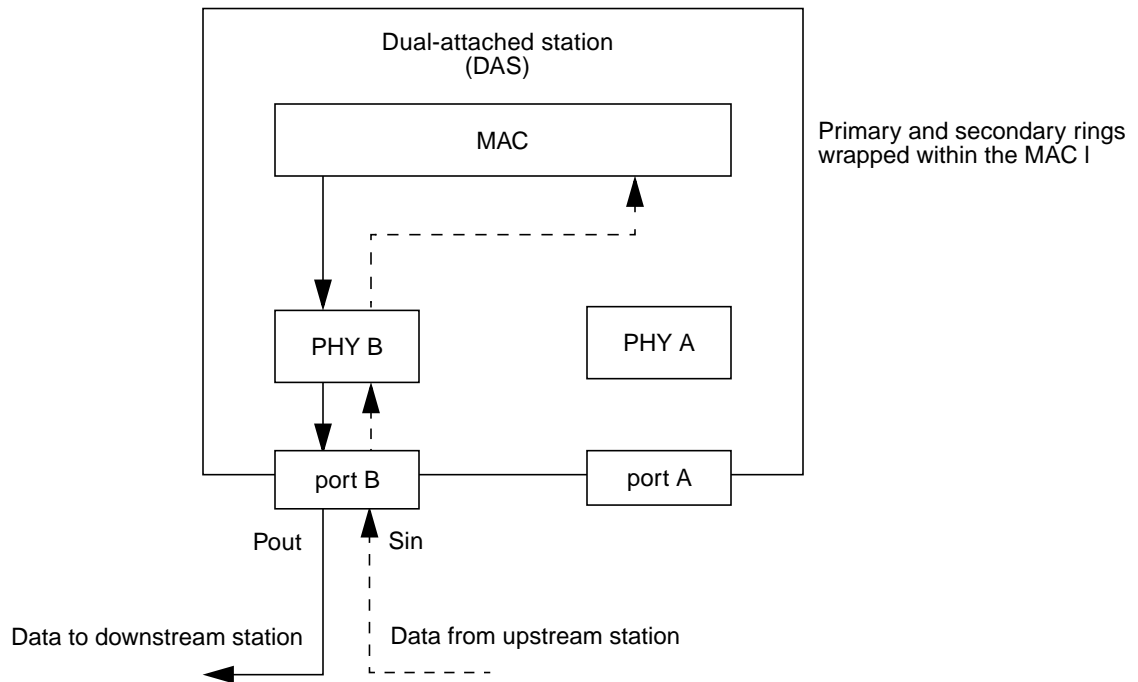 Dual-attached station
(DAS)
MAC
Primary and secondary rings
wrapped within the MAC l
PHY B
PHY A
port B
port A
Pout
Sin
Data to downstream station
Data from upstream station